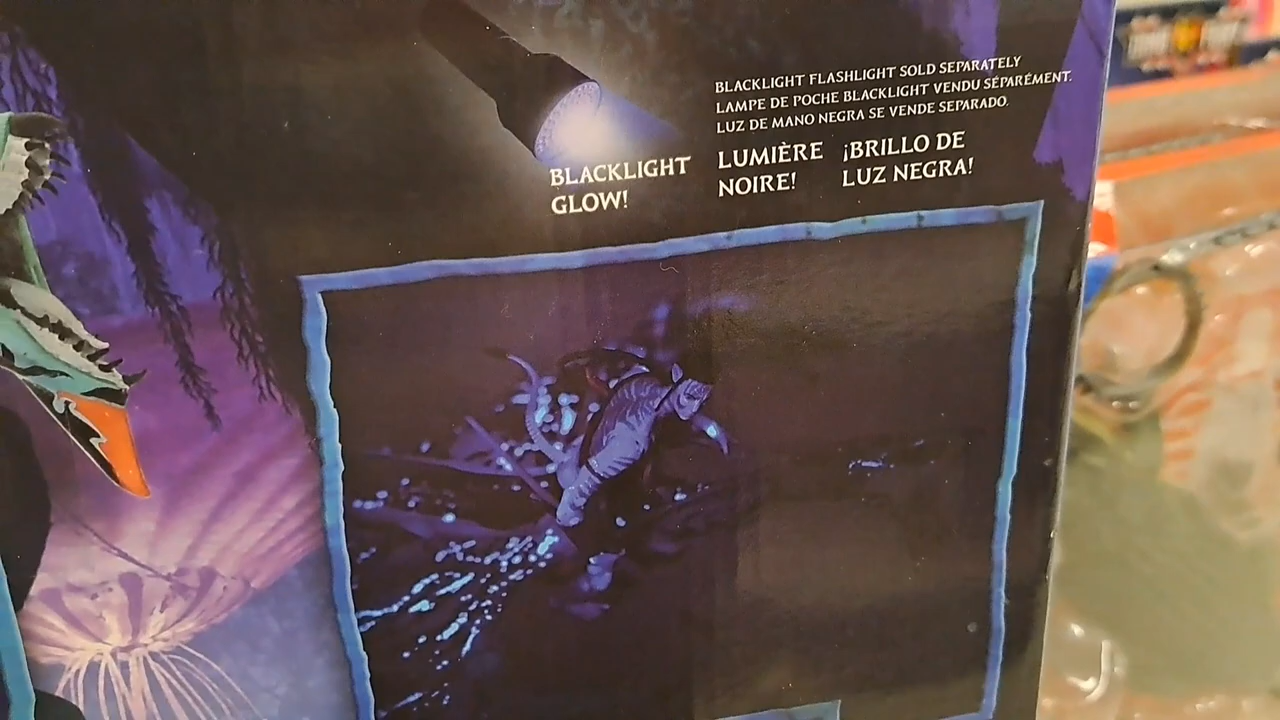 BLACKLIGHT FLASHLIGHT SOLD SEPARATELY
LAMPE DE POCHE BLACKLIGHT VENDU SÉPARÉMENT.
LUZ DE MANO NEGRA SE VENDE SEPARADO.
BLACKLIGHT
GLOW!
LUMIÈRE
NOIRE!
¡BRILLO DE
LUZ NEGRA!